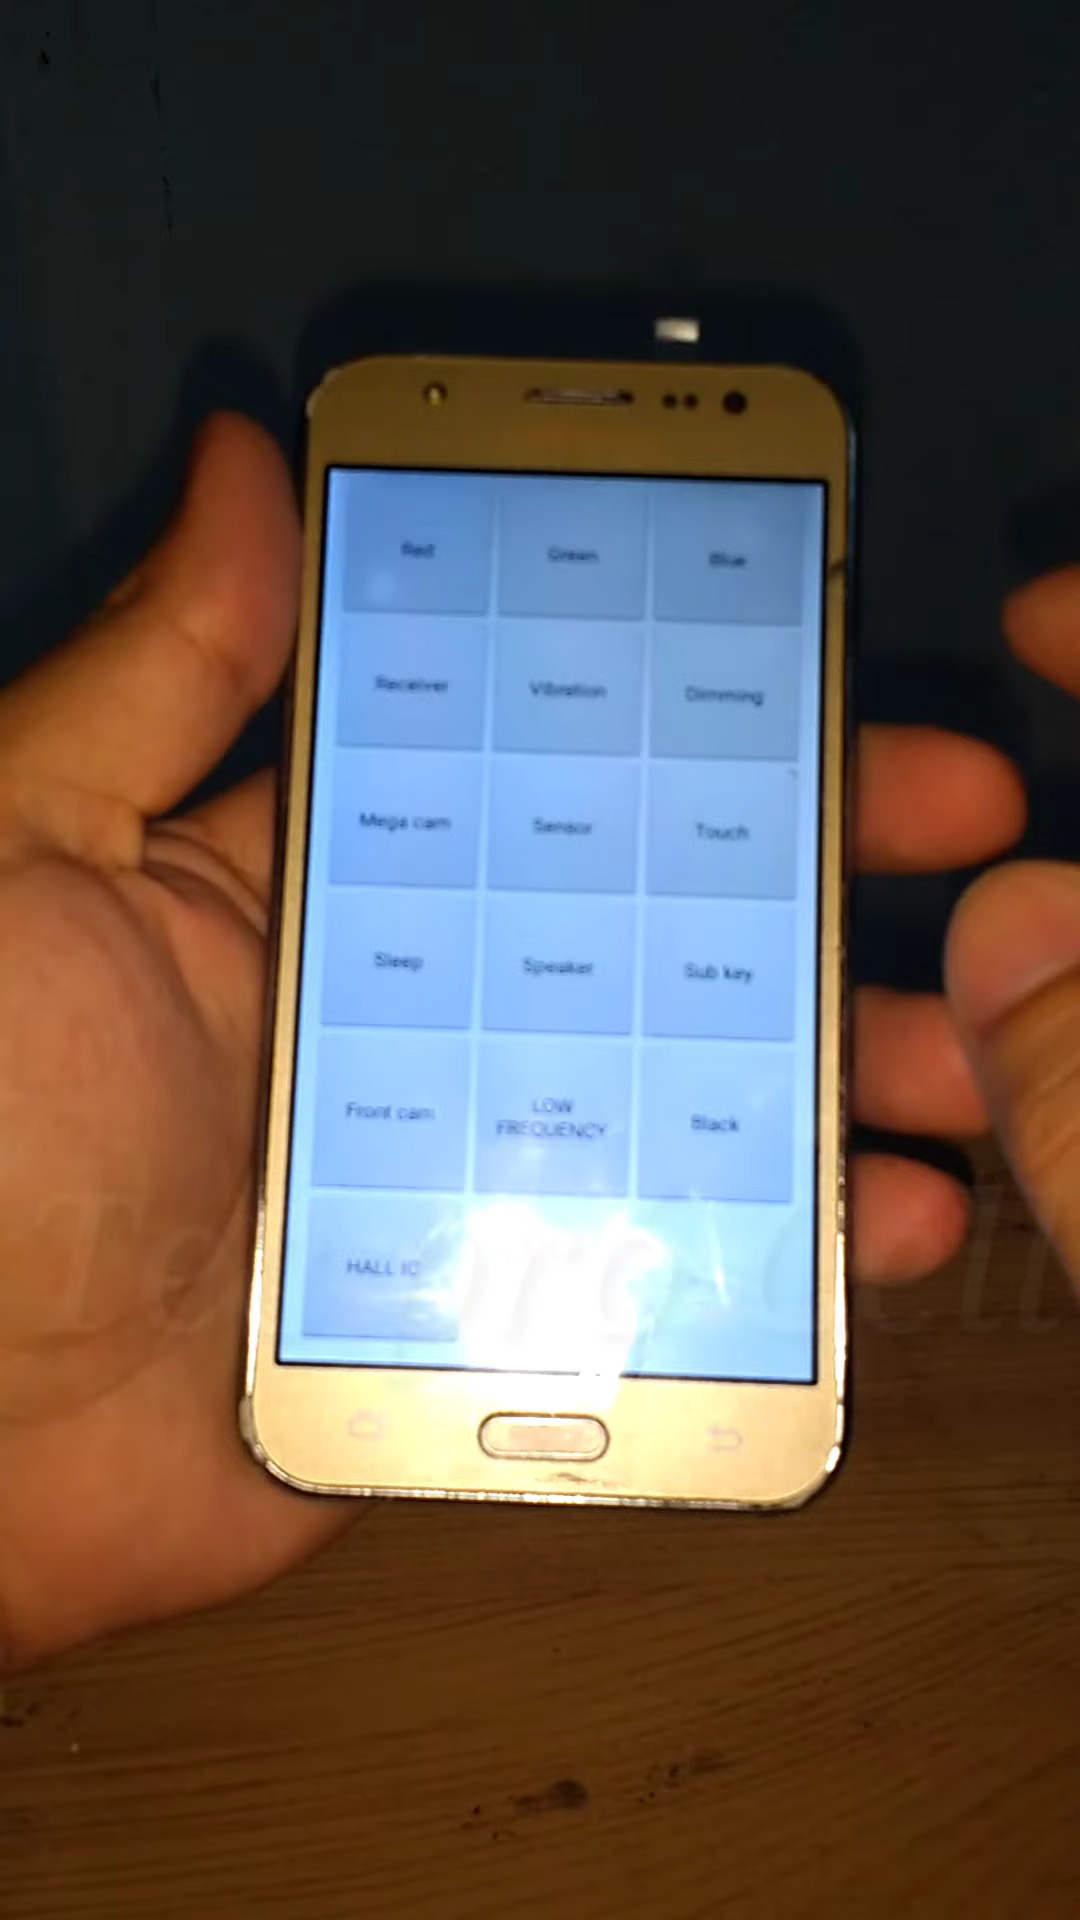 Red Green Blue
Receiver Vibration Dimming
Mega cam Sensor Touch
Sleep Speaker Sub key
Front cam LOW FREQUENCY Black
HALL IC